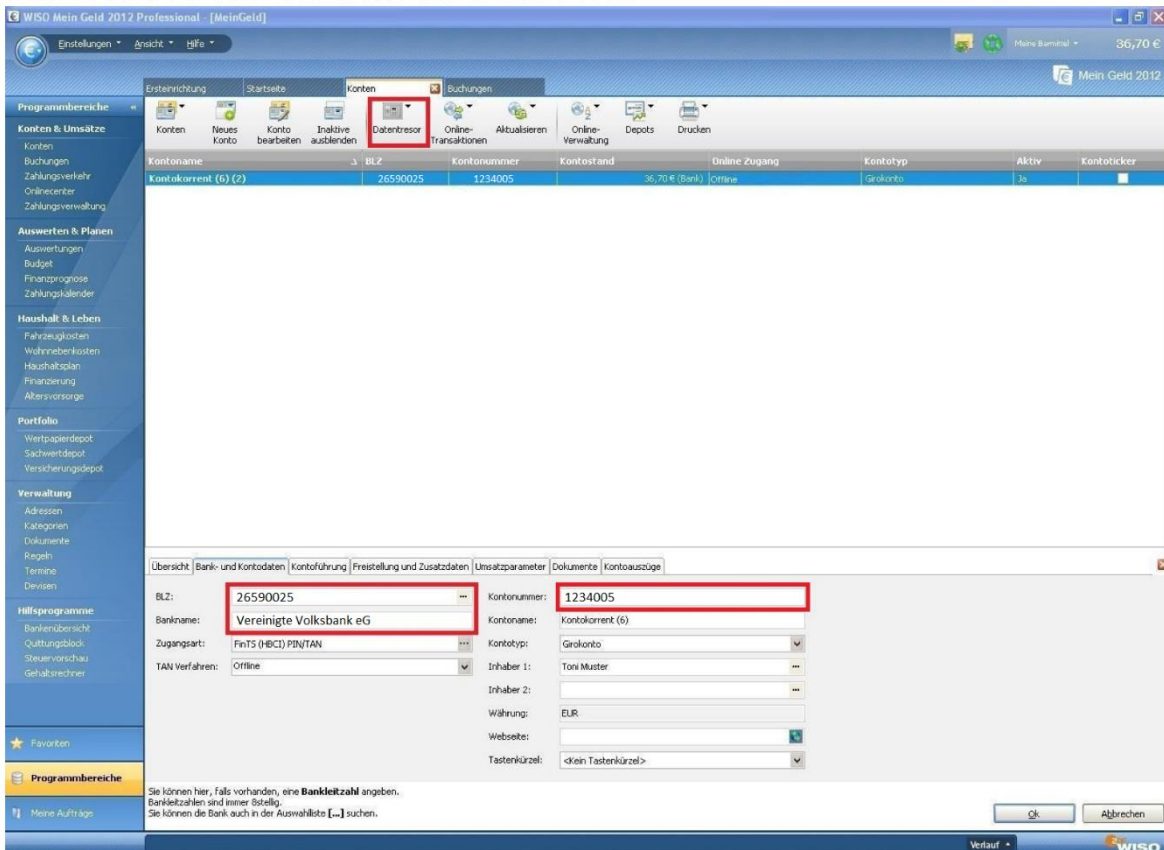 WISO Mein Geld 2012 Professional - [MeinGeld]
Einstellungen Ansicht Hilfe
Meine Barmittel 36,70 €
Mein Geld 2012
Ersteinrichtung Startseite Konten Buchungen
Programmbereiche «
Konten Neues Konto Konto bearbeiten Inaktive ausblenden Datentresor Online-Transaktionen Aktualisieren Online-Verwaltung Depots Drucken
Kontoname BLZ Kontonummer Kontostand Online Zugang Kontotyp Aktiv Kontoticker
Kontokorrent (6) (2) 26590025 1234005 36,70 € (Bank) Offline Girokonto Ja
Konten & Umsätze
Konten
Buchungen
Zahlungsverkehr
Onlinecenter
Zahlungsverwaltung
Auswerten & Planen
Auswertungen
Budget
Finanzprognose
Zahlungskalender
Haushalt & Leben
Fahrzeugkosten
Wohnnebenkosten
Haushaltsplan
Finanzierung
Altersvorsorge
Portfolio
Wertpapierdepot
Sachwertdepot
Versicherungsdepot
Verwaltung
Adressen
Kategorien
Dokumente
Regeln
Termine
Devisen
Hilfsprogramme
Bankenübersicht
Quittungsblock
Steuervorschau
Gehaltsrechner
Favoriten
Programmbereiche
Meine Aufträge
Übersicht Bank- und Kontodaten Kontoführung Freistellung und Zusatzdaten Umsatzparameter Dokumente Kontoauszüge
BLZ: 26590025 ... Kontonummer: 1234005
Bankname: Vereinigte Volksbank eG Kontoname: Kontokorrent (6)
Zugangsart: FinTS (HBCI) PIN/TAN ... Kontotyp: Girokonto
TAN Verfahren: Offline Inhaber 1: Toni Muster ...
Inhaber 2: ...
Währung: EUR
Webseite:
Tastenkürzel: <Kein Tastenkürzel>
Sie können hier, falls vorhanden, eine Bankleitzahl angeben.
Bankleitzahlen sind immer 8stellig.
Sie können die Bank auch in der Auswahlliste [...] suchen.
Ok Abbrechen
Verlauf
WISO